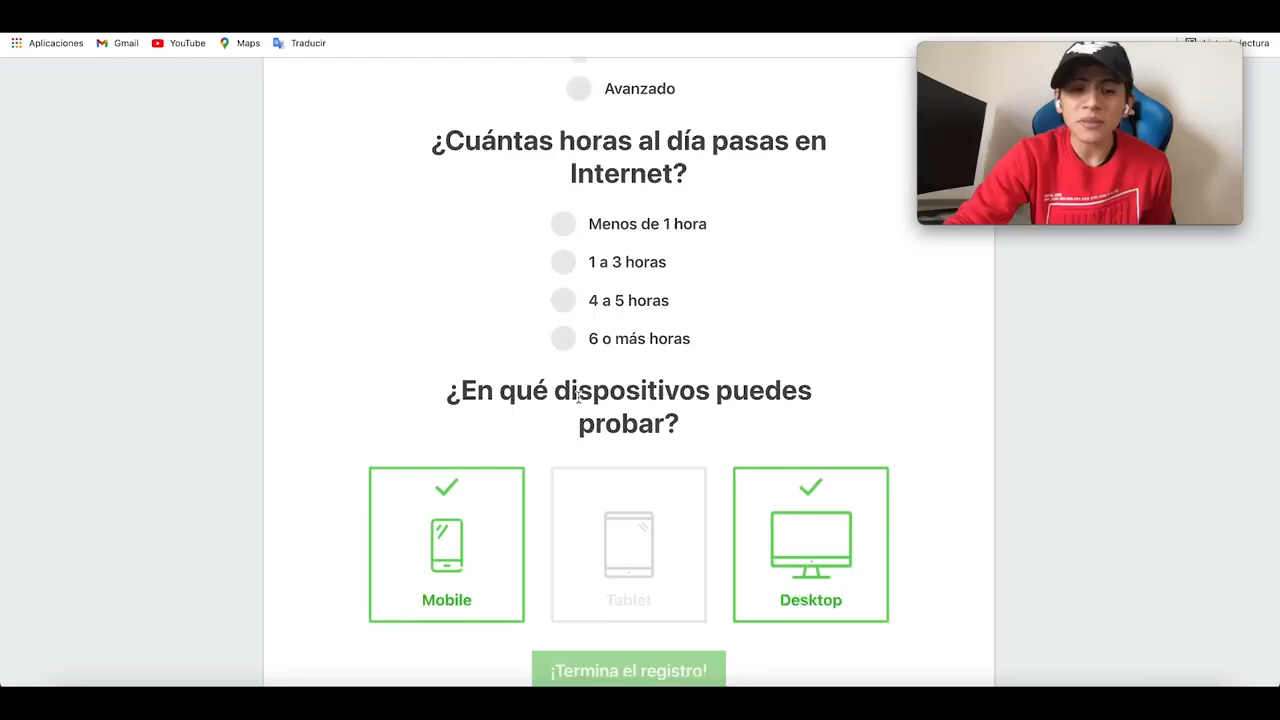 Aplicaciones Gmail YouTube Maps Traducir
Avanzado
¿Cuántas horas al día pasas en
Internet?
Menos de 1 hora
1 a 3 horas
4 a 5 horas
6 o más horas
¿En qué dispositivos puedes
probar?
Mobile Tablet Desktop
¡Termina el registro!